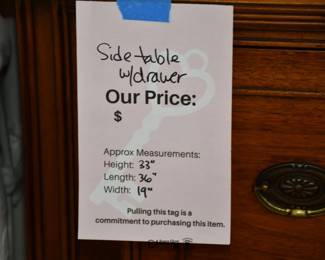 Side table
w/drawer
Our Price:
$
Approx Measurements:
Height: 33"
Length: 36"
Width: 19"
Pulling this tag is a
commitment to purchasing this item.